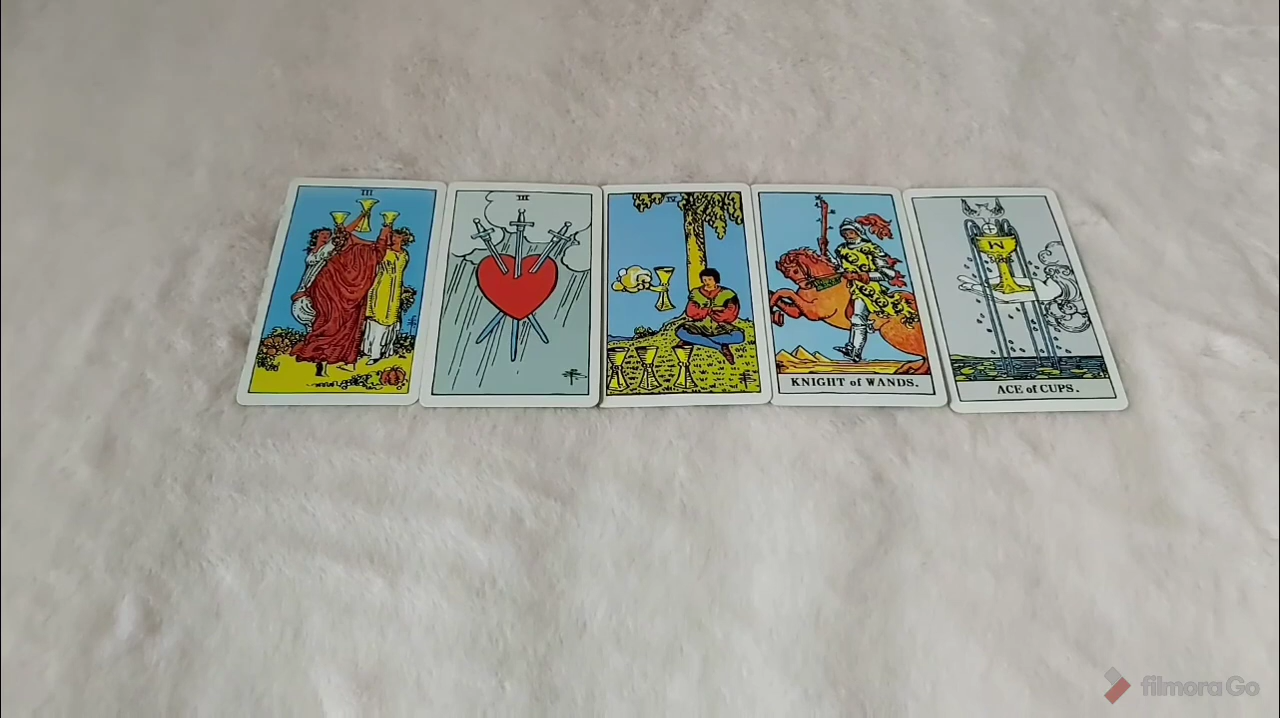 III
III
IV
KNIGHT of WANDS.
W
ACE of CUPS.
filmoraGo